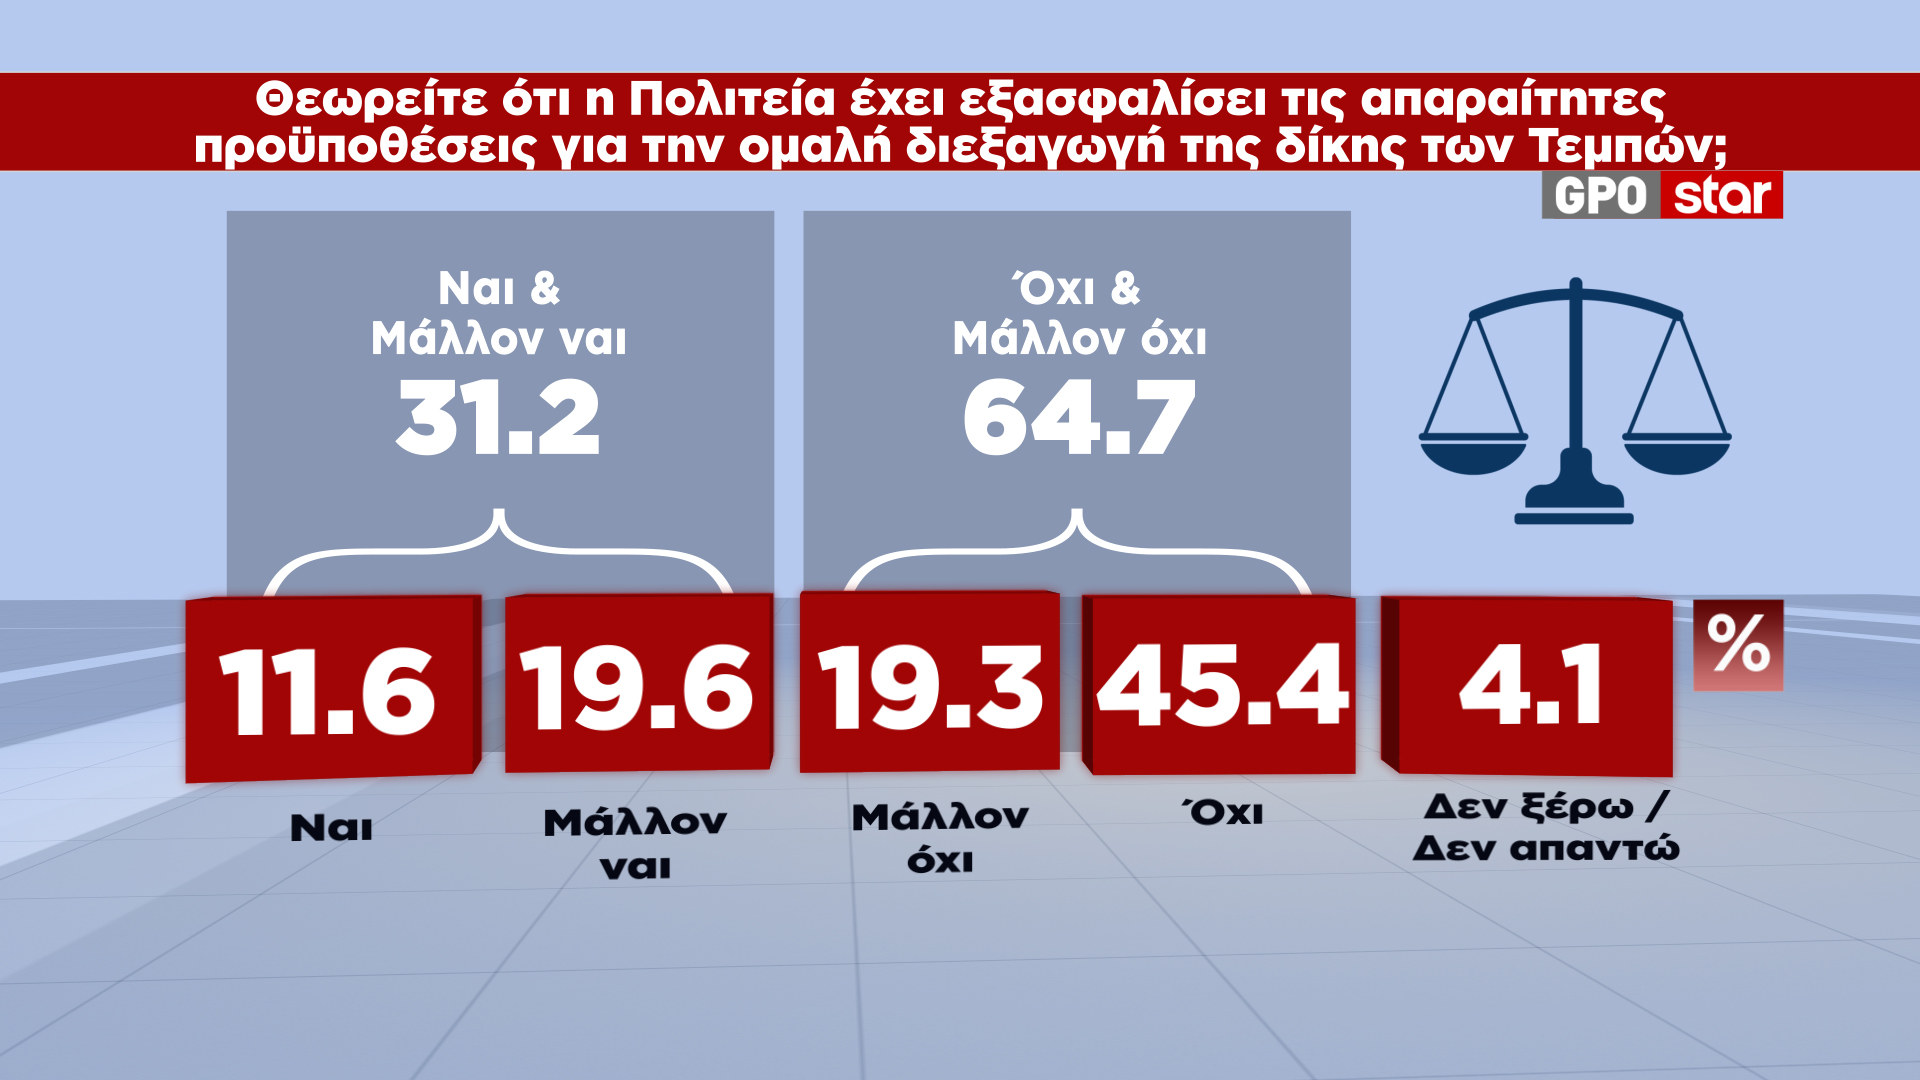 Θεωρείτε ότι η Πολιτεία έχει εξασφαλίσει τις απαραίτητες
προϋποθέσεις για την ομαλή διεξαγωγή της δίκης των Τεμπών;
GPO star
Ναι &
Μάλλον ναι
31.2
Όχι &
Μάλλον όχι
64.7
11.6
19.6
19.3
45.4
4.1
%
Ναι
Μάλλον
ναι
Μάλλον
όχι
Όχι
Δεν ξέρω /
Δεν απαντώ